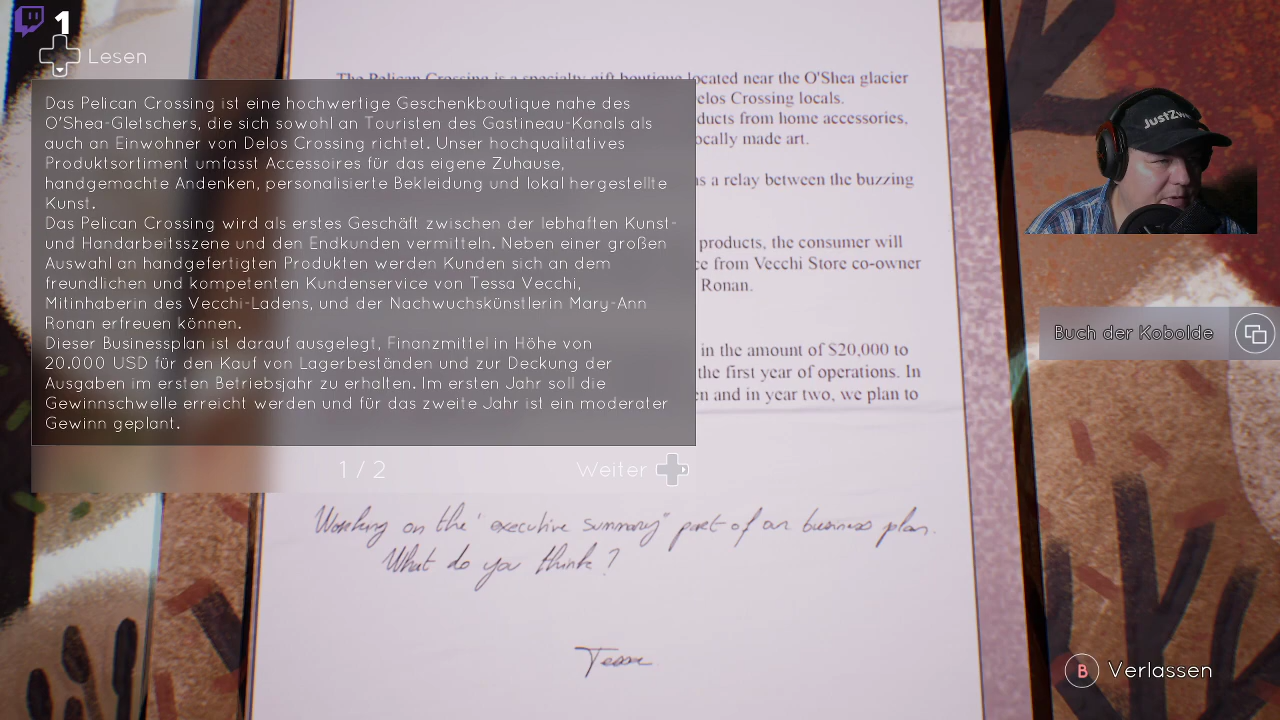 1
Lesen
The Pelican Crossing is a specialty gift boutique located near the O'Shea glacier
elos Crossing locals.
ducts from home accessories,
ocally made art.
s a relay between the buzzing
products, the consumer will
ce from Vecchi Store co-owner
Ronan.
in the amount of $20,000 to
the first year of operations. In
en and in year two, we plan to
Das Pelican Crossing ist eine hochwertige Geschenkboutique nahe des
O'Shea-Gletschers, die sich sowohl an Touristen des Gastineau-Kanals als
auch an Einwohner von Delos Crossing richtet. Unser hochqualitatives
Produktsortiment umfasst Accessoires für das eigene Zuhause,
handgemachte Andenken, personalisierte Bekleidung und lokal hergestellte
Kunst.
Das Pelican Crossing wird als erstes Geschäft zwischen der lebhaften Kunst-
und Handarbeitsszene und den Endkunden vermitteln. Neben einer großen
Auswahl an handgefertigten Produkten werden Kunden sich an dem
freundlichen und kompetenten Kundenservice von Tessa Vecchi,
Mitinhaberin des Vecchi-Ladens, und der Nachwuchskünstlerin Mary-Ann
Ronan erfreuen können.
Dieser Businessplan ist darauf ausgelegt, Finanzmittel in Höhe von
20.000 USD für den Kauf von Lagerbeständen und zur Deckung der
Ausgaben im ersten Betriebsjahr zu erhalten. Im ersten Jahr soll die
Gewinnschwelle erreicht werden und für das zweite Jahr ist ein moderater
Gewinn geplant.
1 / 2
Weiter
JustZw
Buch der Kobolde
Working on the "executive summary" part of our business plan.
What do you think?
Tessa
B Verlassen